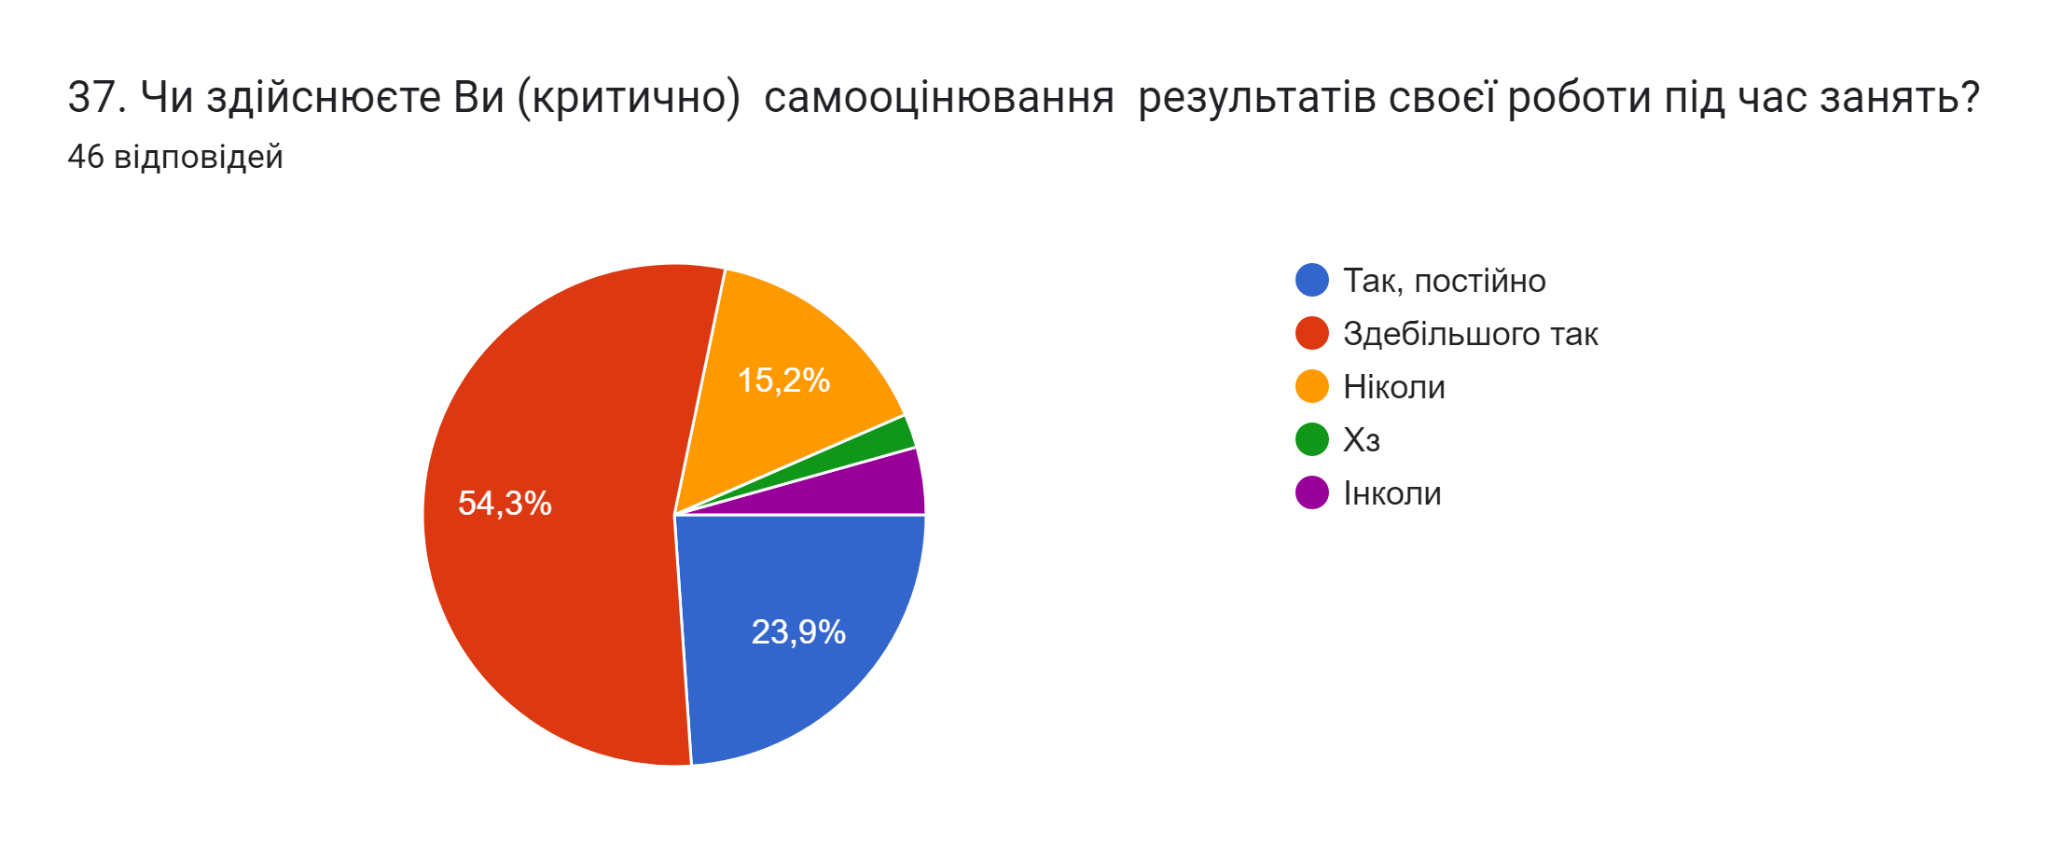 37. Чи здійснюєте Ви (критично)  самооцінювання  результатів своєї роботи під час занять?
46 відповідей
Так, постійно
Здебільшого так
Ніколи
Хз
Інколи
15,2%
54,3%
23,9%